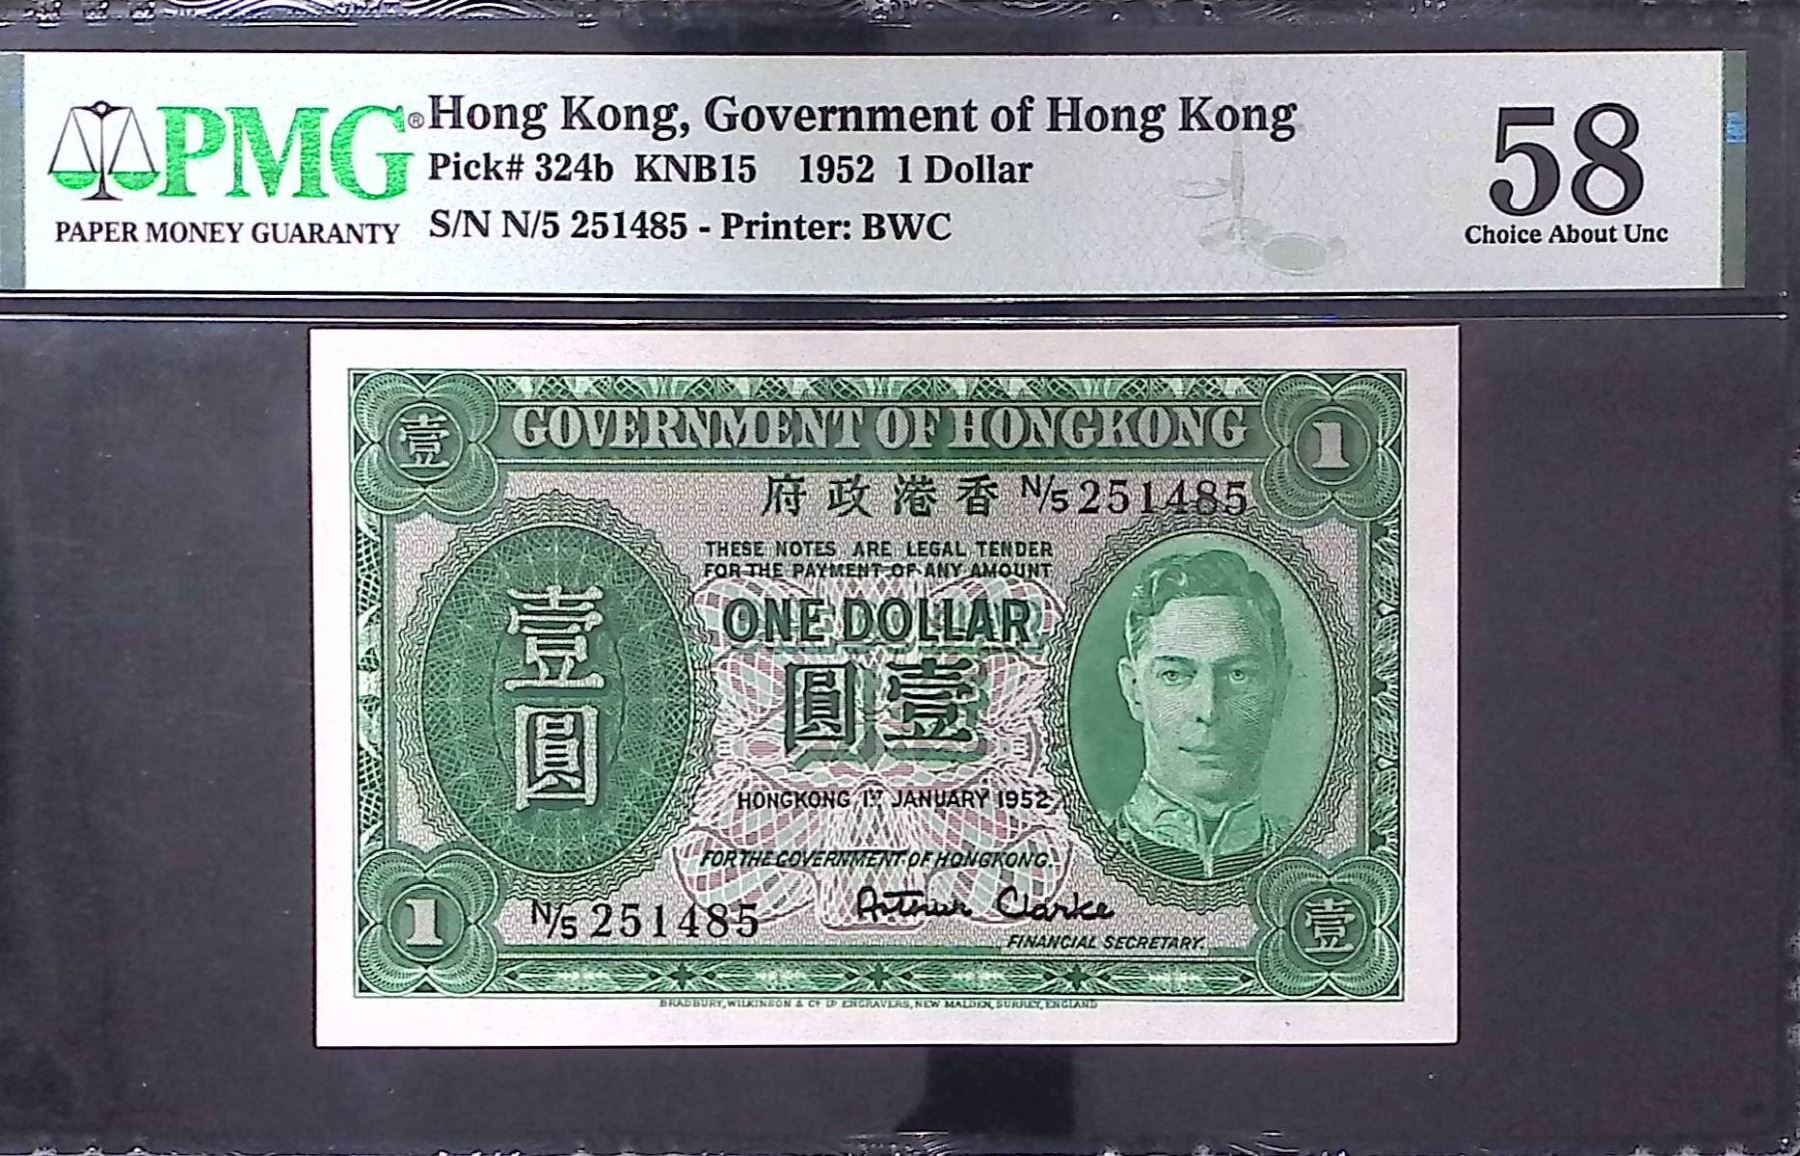 PMG®
PAPER MONEY GUARANTY
Hong Kong, Government of Hong Kong
Pick# 324b KNB15 1952 1 Dollar
S/N N/5 251485 - Printer: BWC
58
Choice About Unc
壹
GOVERNMENT OF HONGKONG
1
府政港香 N/5 251485
THESE NOTES ARE LEGAL TENDER
FOR THE PAYMENT OF ANY AMOUNT
ONE DOLLAR
壹圓
圓壹
HONGKONG 1ST JANUARY 1952
FOR THE GOVERNMENT OF HONGKONG.
Arthur Clarke
1
N/5 251485
FINANCIAL SECRETARY.
壹
BRADBURY, WILKINSON & Co LD ENGRAVERS, NEW MALDEN, SURREY, ENGLAND